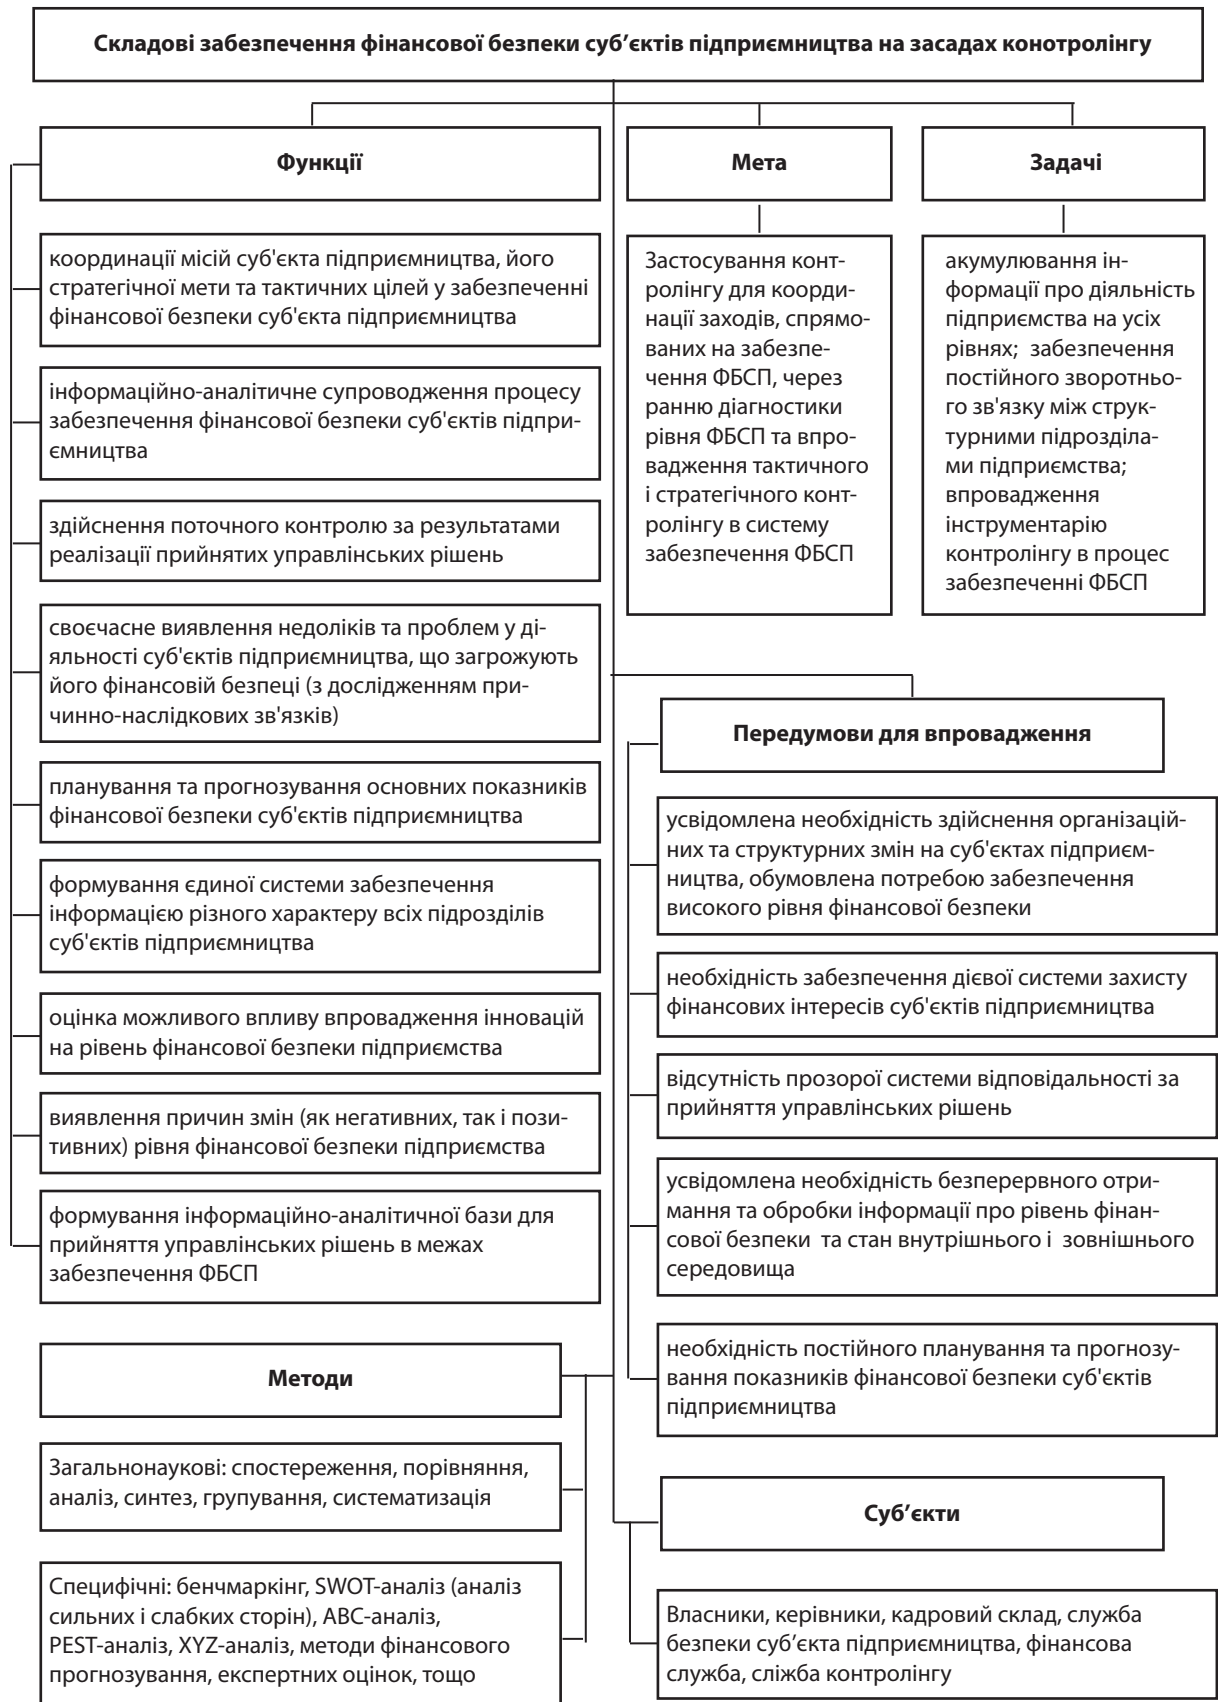 Складові забезпечення фінансової безпеки суб’єктів підприємництва на засадах конотролінгу
Функції
координації місій суб'єкта підприємництва, його
стратегічної мети та тактичних цілей у забезпеченні
фінансової безпеки суб'єкта підприємництва
інформаційно-аналітичне супроводження процесу
забезпечення фінансової безпеки суб'єктів підпри-
ємництва
здійснення поточного контролю за результатами
реалізації прийнятих управлінських рішень
своєчасне виявлення недоліків та проблем у ді-
яльності суб'єктів підприємництва, що загрожують
його фінансовій безпеці (з дослідженням при-
чинно-наслідкових зв'язків)
планування та прогнозування основних показників
фінансової безпеки суб'єктів підприємництва
формування єдиної системи забезпечення
інформацією різного характеру всіх підрозділів
суб'єктів підприємництва
оцінка можливого впливу впровадження інновацій
на рівень фінансової безпеки підприємства
виявлення причин змін (як негативних, так і пози-
тивних) рівня фінансової безпеки підприємства
формування інформаційно-аналітичної бази для
прийняття управлінських рішень в межах
забезпечення ФБСП
Мета
Застосування конт-
ролінгу для коорди-
нації заходів, спрямо-
ваних на забезпе-
чення ФБСП, через
ранню діагностики
рівня ФБСП та впро-
вадження тактичного
і стратегічного конт-
ролінгу в систему
забезпечення ФБСП
Задачі
акумулювання ін-
формації про діяльність
підприємства на усіх
рівнях; забезпечення
постійного зворотньо-
го зв'язку між струк-
турними підрозділа-
ми підприємства;
впровадження
інструментарію
контролінгу в процес
забезпеченні ФБСП
Передумови для впровадження
усвідомлена необхідність здійснення організацій-
них та структурних змін на суб'єктах підприєм-
ництва, обумовлена потребою забезпечення
високого рівня фінансової безпеки
необхідність забезпечення дієвої системи захисту
фінансових інтересів суб'єктів підприємництва
відсутність прозорої системи відповідальності за
прийняття управлінських рішень
усвідомлена необхідність безперервного отри-
мання та обробки інформації про рівень фінан-
сової безпеки та стан внутрішнього і зовнішнього
середовища
необхідність постійного планування та прогнозу-
вання показників фінансової безпеки суб'єктів
підприємництва
Методи
Загальнонаукові: спостереження, порівняння,
аналіз, синтез, групування, систематизація
Специфічні: бенчмаркінг, SWOT-аналіз (аналіз
сильних і слабких сторін), АВС-аналіз,
PEST-аналіз, XYZ-аналіз, методи фінансового
прогнозування, експертних оцінок, тощо
Суб’єкти
Власники, керівники, кадровий склад, служба
безпеки суб’єкта підприємництва, фінансова
служба, сліжба контролінгу